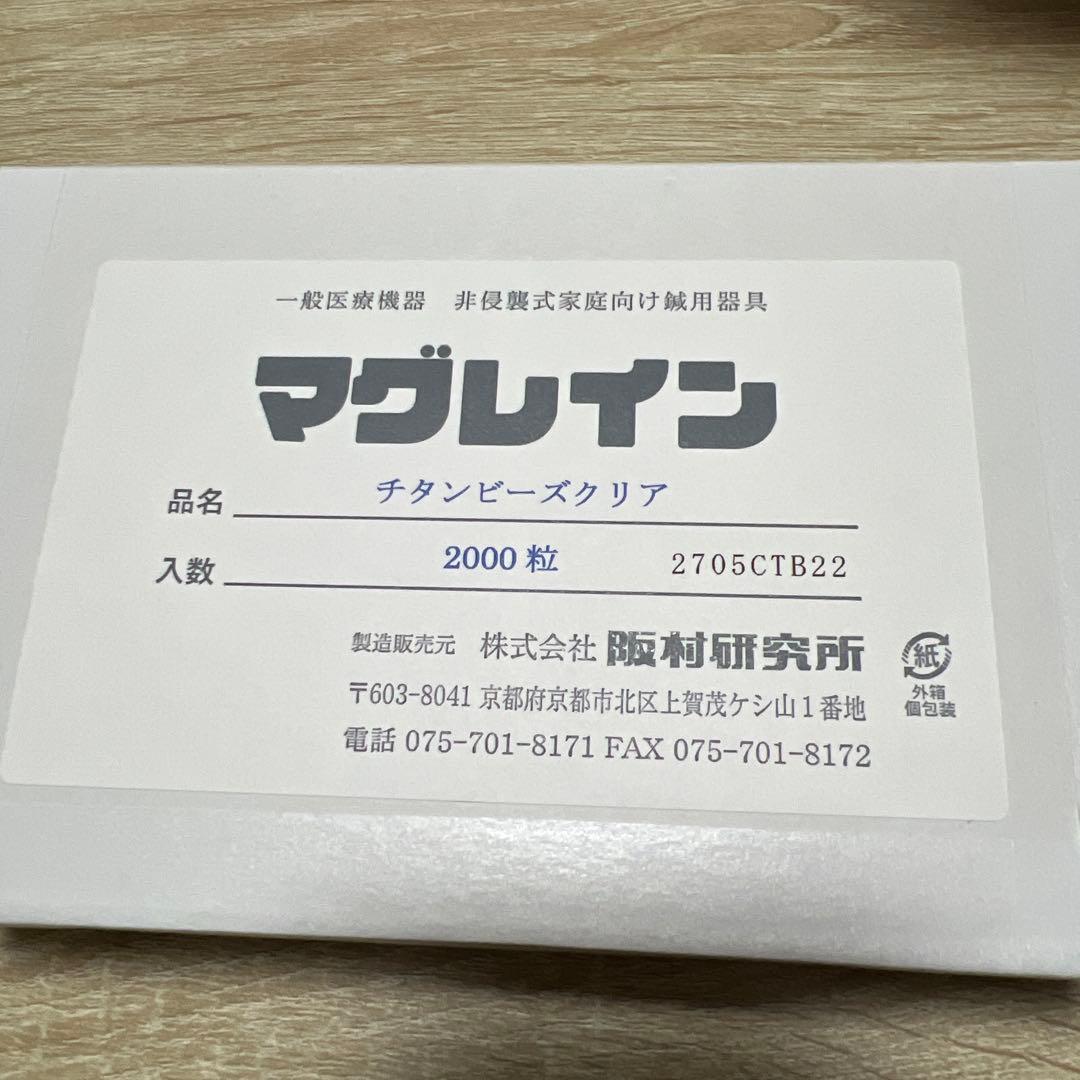 一般医療機器 非侵襲式家庭向け鍼用器具
マグレイン
品名 チタンビーズクリア
入数 2000 粒 2705CTB22
製造販売元 株式会社 阪村研究所
〒603-8041 京都府京都市北区上賀茂ケシ山1番地
電話 075-701-8171 FAX 075-701-8172
紙
外箱
個包装